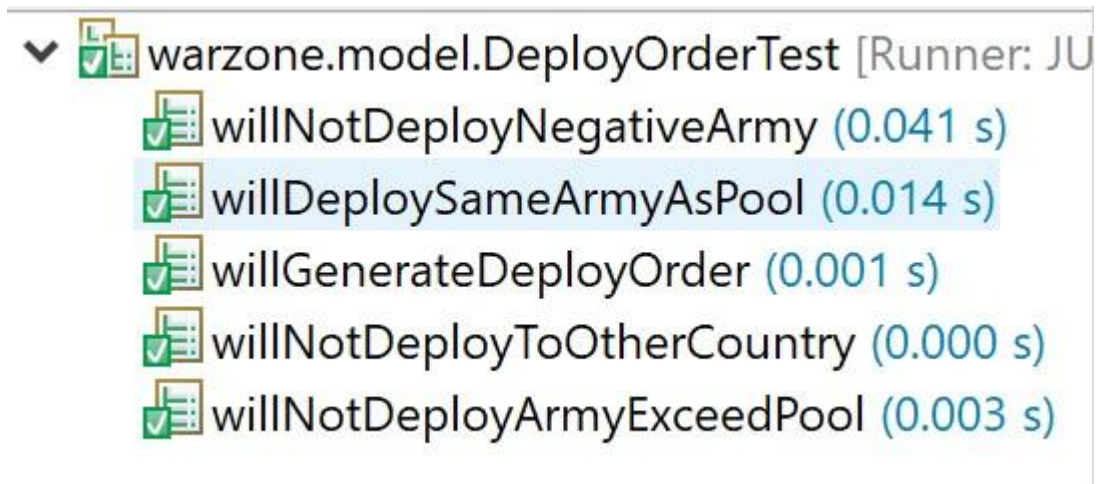 warzone.model.DeployOrderTest [Runner: JU
willNotDeployNegativeArmy (0.041 s)
willDeploySameArmyAsPool (0.014 s)
willGenerateDeployOrder (0.001 s)
willNotDeployToOtherCountry (0.000 s)
willNotDeployArmyExceedPool (0.003 s)